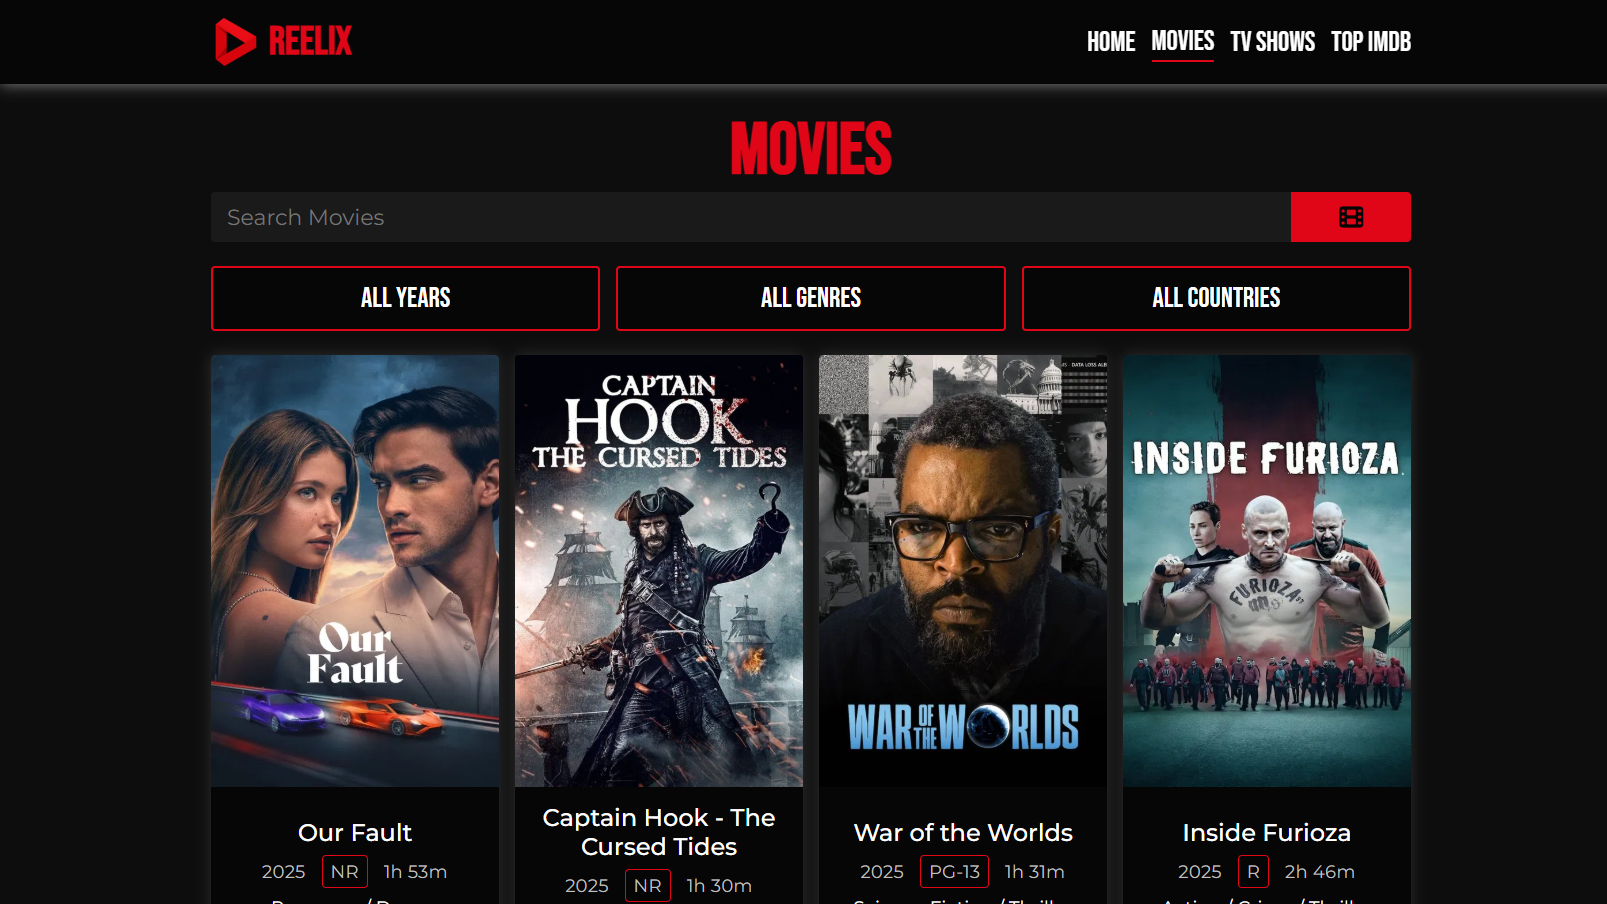 REELIX
HOME MOVIES TV SHOWS TOP IMDB
MOVIES
Search Movies
ALL YEARS ALL GENRES ALL COUNTRIES
Our
Fault
CAPTAIN
HOOK
THE CURSED TIDES
DATA LOSS
WAR OF THE WORLDS
INSIDE FURIOZA
FURIOZA
Our Fault
2025 NR 1h 53m
Captain Hook - The
Cursed Tides
2025 NR 1h 30m
War of the Worlds
2025 PG-13 1h 31m
Inside Furioza
2025 R 2h 46m